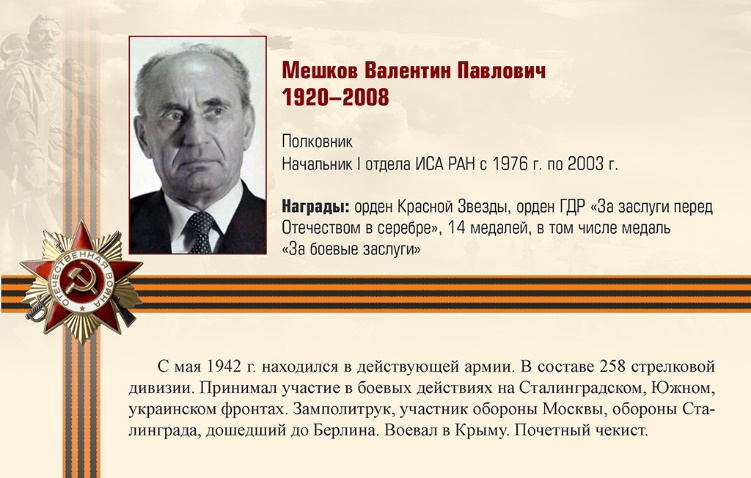 Мешков Валентин Павлович
1920–2008
Полковник
Начальник I отдела ИСА РАН с 1976 г. по 2003 г.
Награды: орден Красной Звезды, орден ГДР «За заслуги перед
Отечеством в серебре», 14 медалей, в том числе медаль
«За боевые заслуги»
ОТЕЧЕСТВЕННАЯ ВОЙНА
С мая 1942 г. находился в действующей армии. В составе 258 стрелковой
дивизии. Принимал участие в боевых действиях на Сталинградском, Южном,
украинском фронтах. Замполитрук, участник обороны Москвы, обороны Ста-
линграда, дошедший до Берлина. Воевал в Крыму. Почетный чекист.